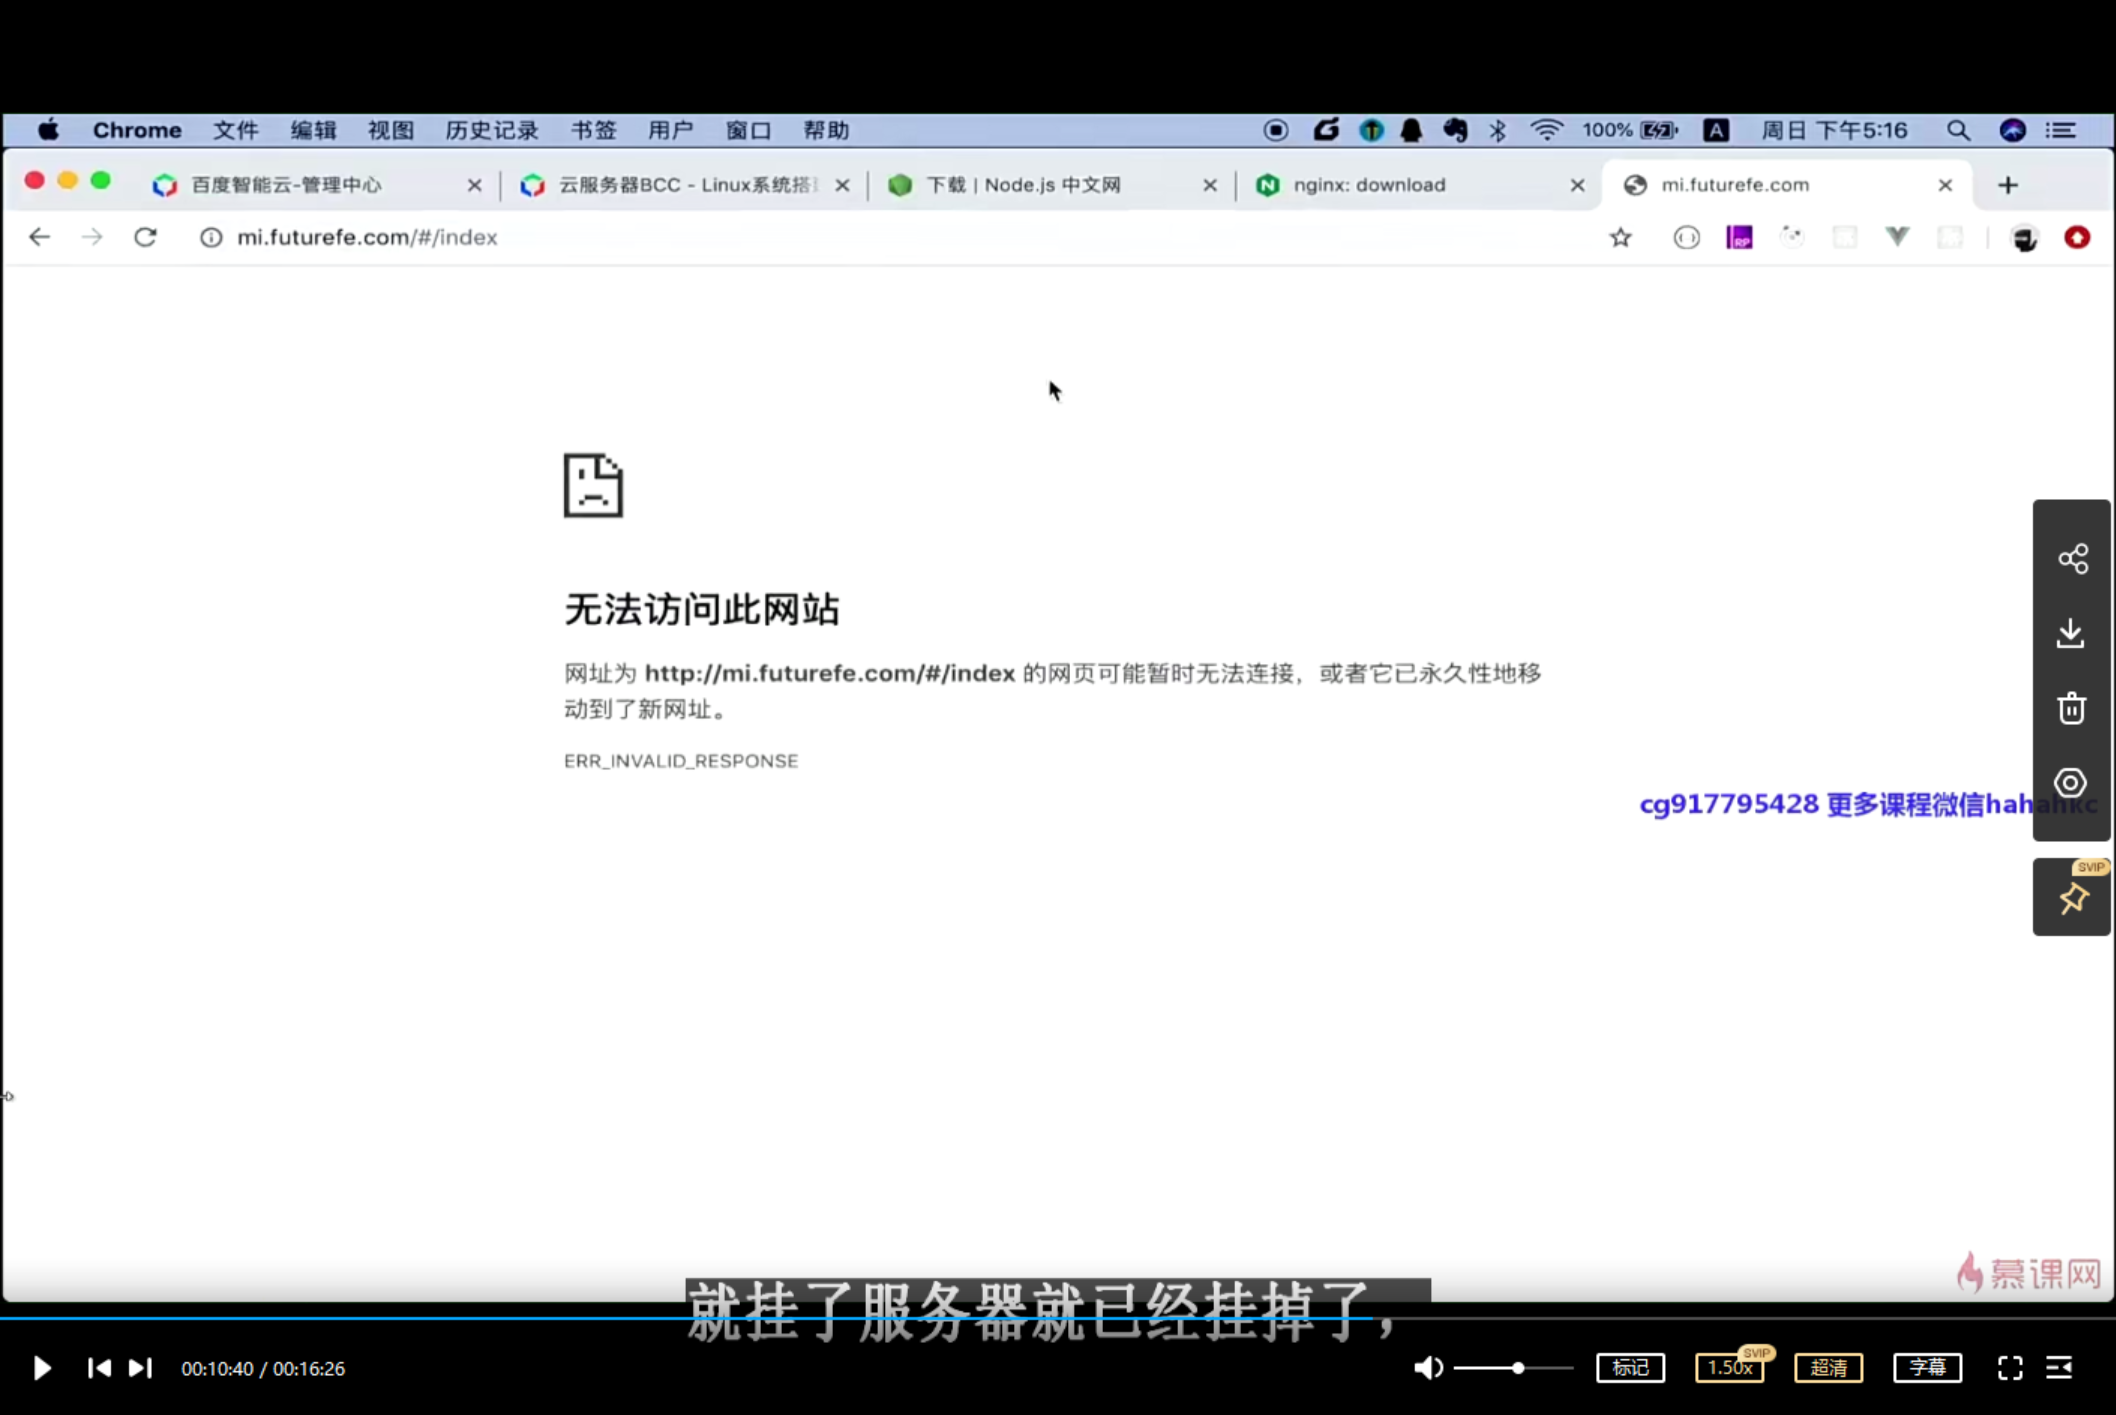 Chrome 文件 编辑 视图 历史记录 书签 用户 窗口 帮助 100% A 周日 下午5:16
百度智能云-管理中心 云服务器BCC - Linux系统搭 下载 | Node.js 中文网 nginx: download mi.futurefe.com
mi.futurefe.com/#/index
RP
无法访问此网站
网址为 http://mi.futurefe.com/#/index 的网页可能暂时无法连接，或者它已永久性地移
动到了新网址。
ERR_INVALID_RESPONSE
cg917795428 更多课程微信hahahkc
SVIP
慕课网
就挂了服务器就已经挂掉了，
00:10:40 / 00:16:26 标记 1.50x SVIP 超清 字幕